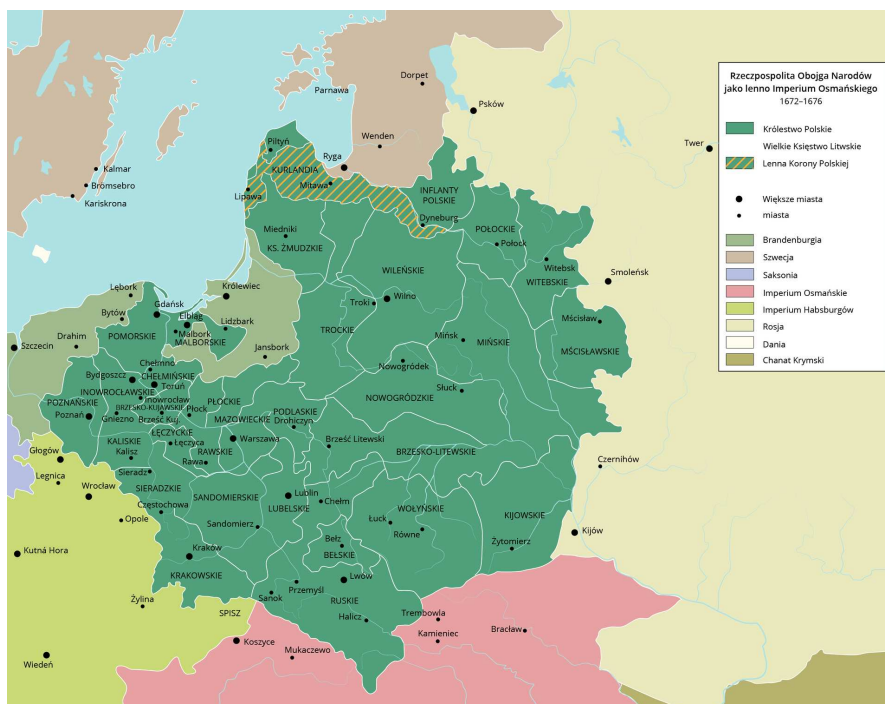 Rzeczpospolita Obojga Narodów
jako lenno Imperium Osmańskiego
1672–1676
Królestwo Polskie
Wielkie Księstwo Litwskie
Lenna Korony Polskiej
Większe miasta
miasta
Brandenburgia
Szwecja
Saksonia
Imperium Osmańskie
Imperium Habsburgów
Rosja
Dania
Chanat Krymski
Dorpet
Parnawa
Psków
Twer
Piltyń
Wenden
Ryga
KURLANDIA
Mitawa
Kalmar
Bromsebro
Kariskrona
Lipawa
INFLANTY
POLSKIE
Dyneburg
Miedniki
KS. ŻMUDZKIE
POŁOCKIE
Połock
Witebsk
WITEBSKIE
Smoleńsk
WILEŃSKIE
Lębork
Królewiec
Troki
Wilno
Bytów
Gdańsk
Elbląg
Lidzbark
Malbork
MALBORSKIE
POMORSKIE
TROCKIE
Mińsk
MIŃSKIE
Mścisław
MŚCISŁAWSKIE
Szczecin
Drahim
Jansbork
Chełmno
CHEŁMIŃSKIE
Bydgoszcz
Toruń
Nowogródek
Słuck
INOWROCŁAWSKIE
Inowrocław
PŁOCKIE
NOWOGRÓDZKIE
POZNAŃSKIE
BRZESKO-KUJAWSKIE
Płock
Poznań
Gniezno
Brześć Kuj.
MAZOWIECKIE
PODLASKIE
Drohiczyn
ŁĘCZYCKIE
Łęczyca
Warszawa
Brześć Litewski
KALISKIE
Kalisz
RAWSKIE
Rawa
BRZESKO-LITEWSKIE
Głogów
Legnica
Sieradz
SIERADZKIE
Czernihów
Wrocław
SANDOMIERSKIE
Lublin
LUBELSKIE
Chełm
Częstochowa
Opole
Sandomierz
WOŁYŃSKIE
Łuck
Równe
KIJOWSKIE
Kijów
Żytomierz
Kutná Hora
Bełz
BEŁSKIE
Kraków
KRAKOWSKIE
Lwów
Przemyśl
Sanok
RUSKIE
Halicz
Żylina
SPISZ
Trembowla
Kamieniec
Bracław
Koszyce
Mukaczewo
Wiedeń